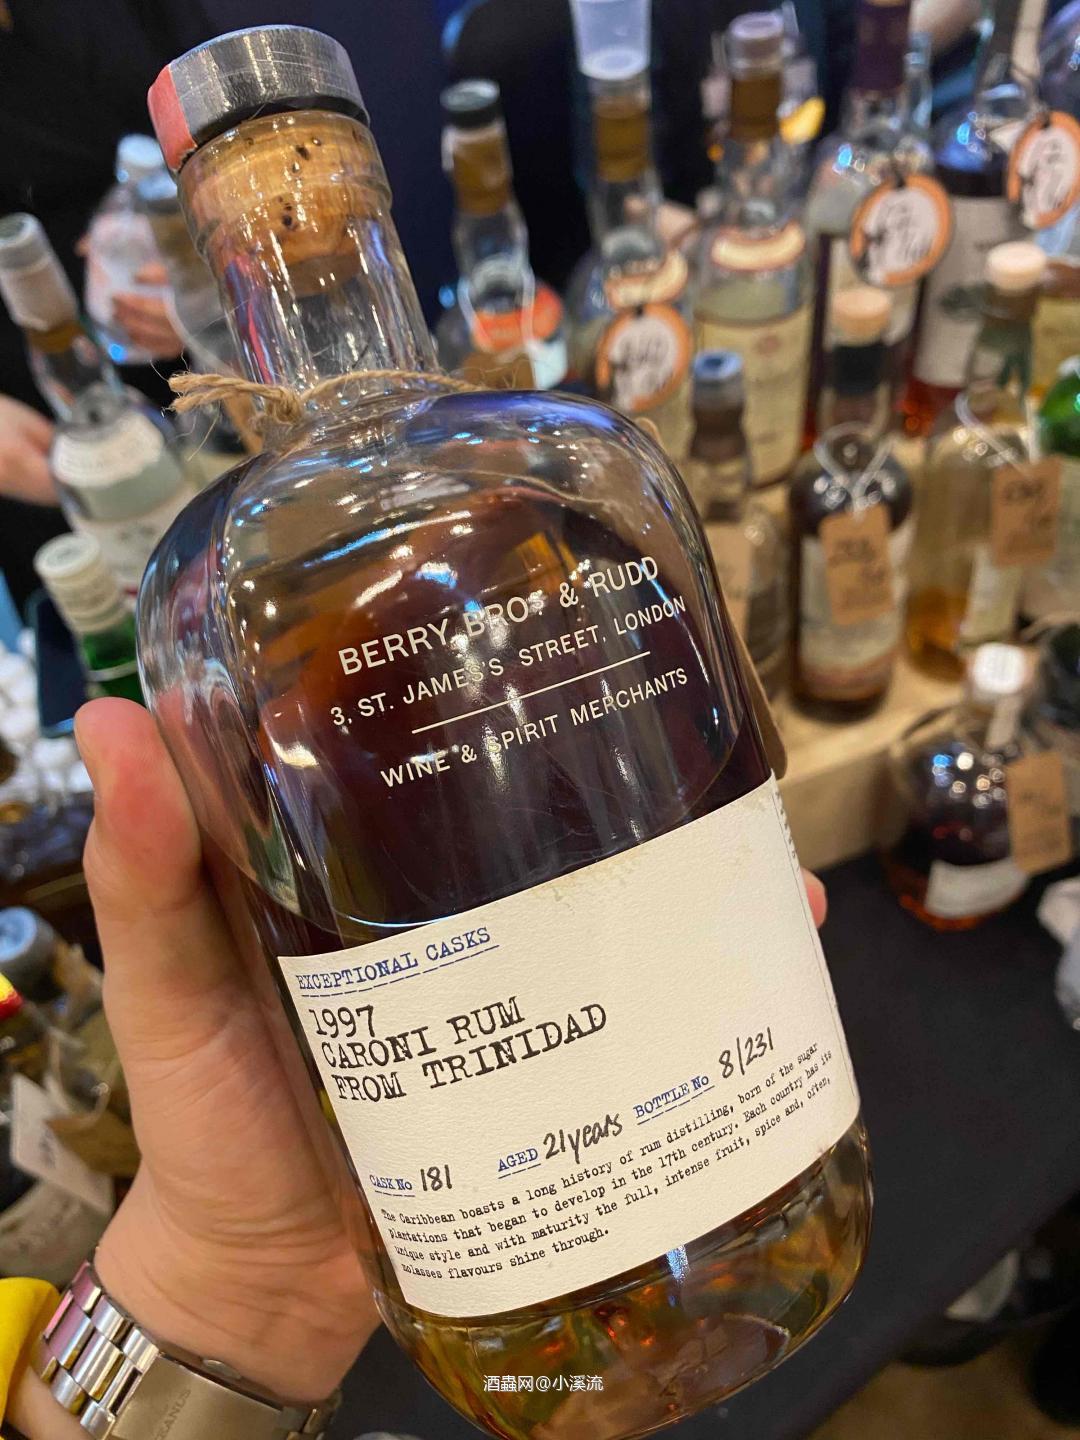 BERRY BROS & RUDD
3, ST. JAMES'S STREET, LONDON
WINE & SPIRIT MERCHANTS
EXCEPTIONAL CASKS
1997
CARONI RUM
FROM TRINIDAD
CASK No 181 AGED 21 years BOTTLE No 8/231
The Caribbean boasts a long history of rum distilling, born of the sugar
plantations that began to develop in the 17th century. Each country has its
unique style and with maturity the full, intense fruit, spice and, often,
molasses flavours shine through.
酒蟲网@小溪流